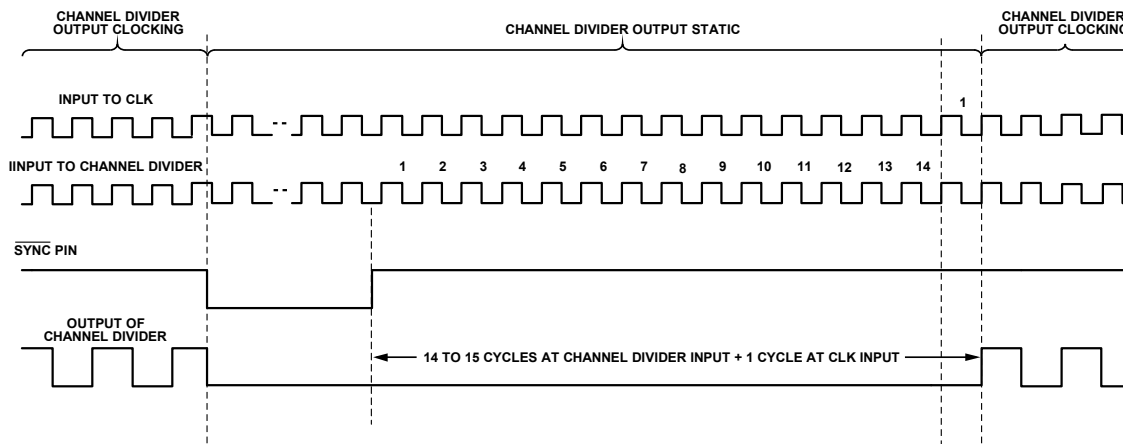 CHANNEL DIVIDER
OUTPUT CLOCKING
CHANNEL DIVIDER OUTPUT STATIC
CHANNEL DIVIDER
OUTPUT CLOCKING
INPUT TO CLK
1
IINPUT TO CHANNEL DIVIDER
1 2 3 4 5 6 7 8 9 10 11 12 13 14
SYNC PIN
OUTPUT OF
CHANNEL DIVIDER
14 TO 15 CYCLES AT CHANNEL DIVIDER INPUT + 1 CYCLE AT CLK INPUT